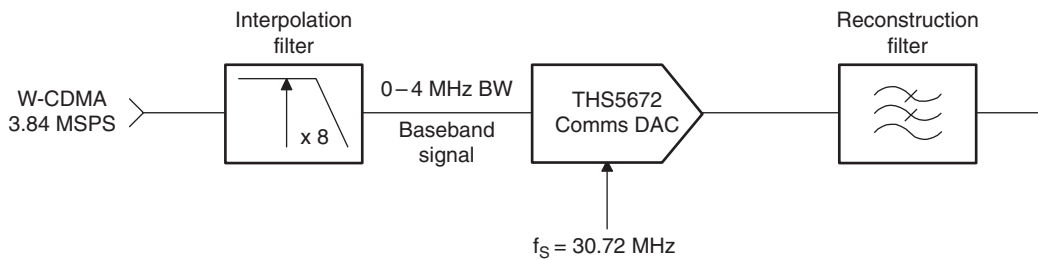 Interpolation
filter
Reconstruction
filter
W-CDMA
3.84 MSPS
x 8
0–4 MHz BW
Baseband
signal
THS5672
Comms DAC
fS = 30.72 MHz